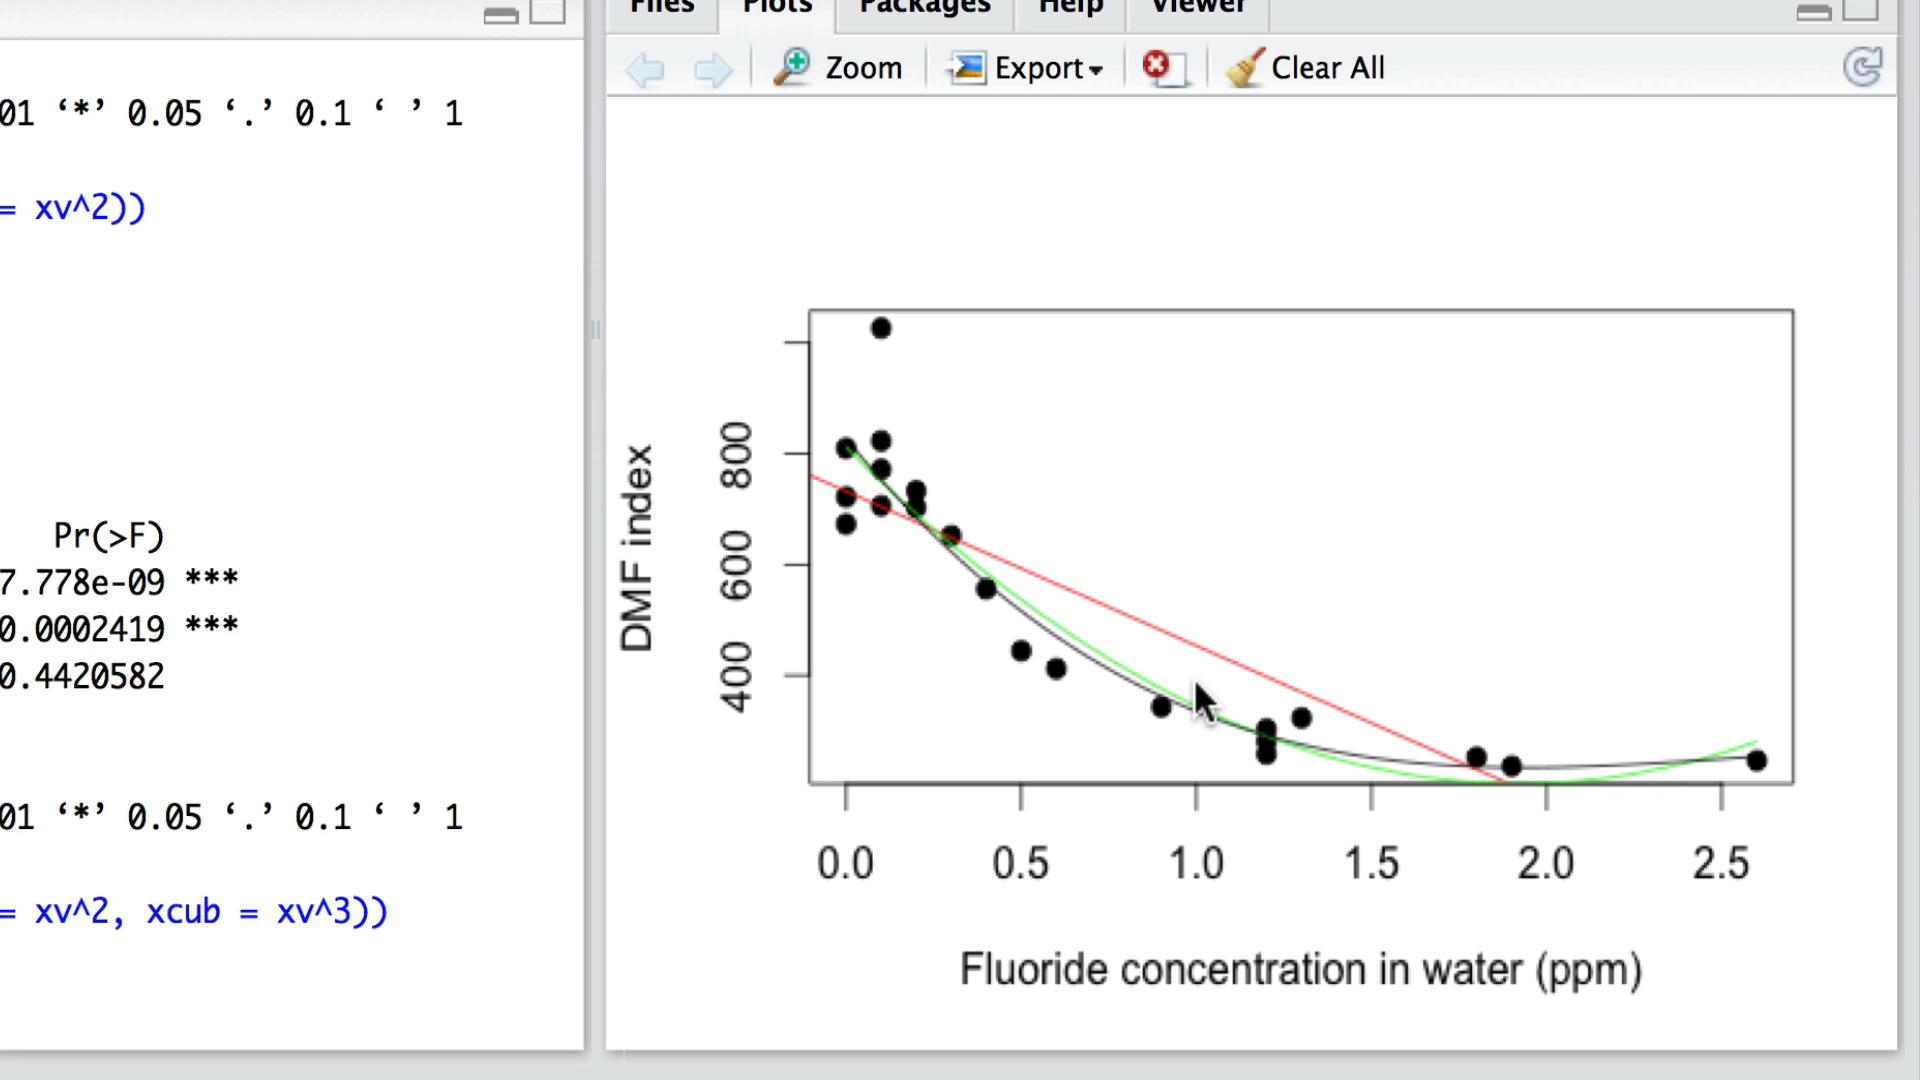 01 ‘*’ 0.05 ‘.’ 0.1 ‘ ’ 1
= xv^2))
Pr(>F)
7.778e-09 ***
0.0002419 ***
0.4420582
01 ‘*’ 0.05 ‘.’ 0.1 ‘ ’ 1
= xv^2, xcub = xv^3))
Files Plots Packages Help Viewer
Zoom Export Clear All
DMF index
800
600
400
0.0 0.5 1.0 1.5 2.0 2.5
Fluoride concentration in water (ppm)